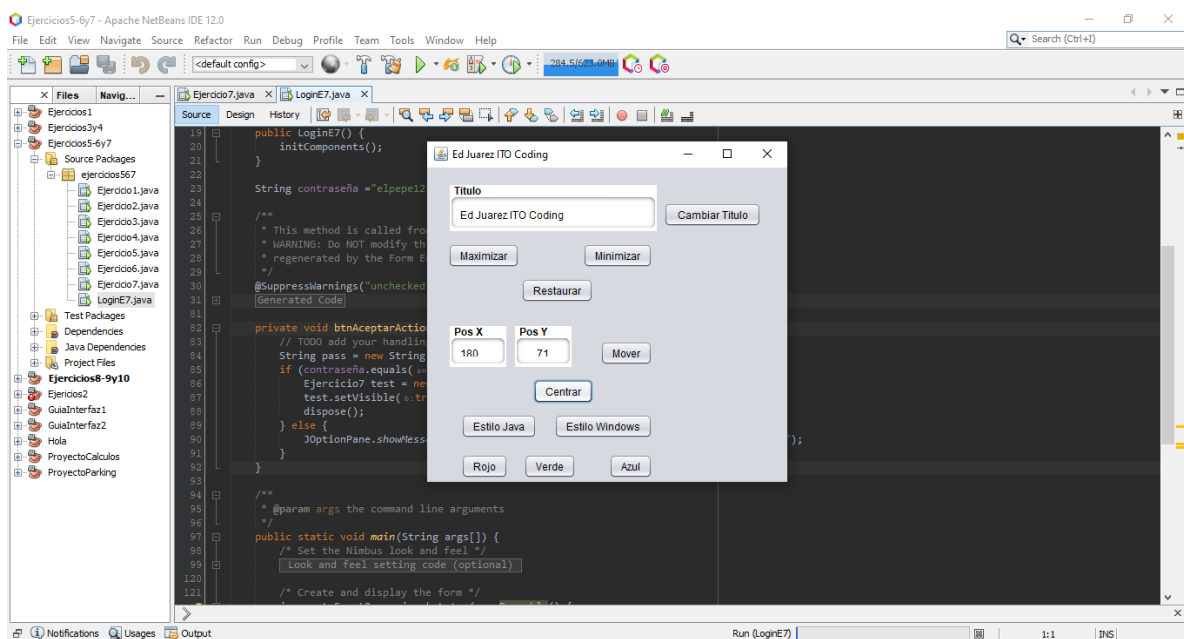 Ejercicios5-6y7 - Apache NetBeans IDE 12.0
File Edit View Navigate Source Refactor Run Debug Profile Team Tools Window Help
Search (Ctrl+I)
<default config>
284.5/623.0MB
Files Navig...
Ejercicio7.java LoginE7.java
Source Design History
Ejercicios1
Ejercicios3y4
Ejercicios5-6y7
Source Packages
ejercicios567
Ejercicio1.java
Ejercicio2.java
Ejercicio3.java
Ejercicio4.java
Ejercicio5.java
Ejercicio6.java
Ejercicio7.java
LoginE7.java
Test Packages
Dependencies
Java Dependencies
Project Files
Ejercicios8-9y10
Ejericios2
GuiaInterfaz1
GuiaInterfaz2
Hola
ProyectoCalculos
ProyectoParking
19 public LoginE7() {
20 initComponents();
21 }
22
23 String contraseña ="elpepe12
24
25 /**
26 * This method is called fro
27 * WARNING: Do NOT modify th
28 * regenerated by the Form E
29 */
30 @SuppressWarnings("unchecked
31 Generated Code
81
82 private void btnAceptarActio
83 // TODO add your handlin
84 String pass = new String
85 if (contraseña.equals(
86 Ejercicio7 test = ne
87 test.setVisible( b:tr
88 dispose();
89 } else {
90 JOptionPane.showMess ");
91 }
92 }
93
94 /**
95 * @param args the command line arguments
96 */
97 public static void main(String args[]) {
98 /* Set the Nimbus look and feel */
99 Look and feel setting code (optional)
120
121 /* Create and display the form */
Ed Juarez ITO Coding
Titulo
Ed Juarez ITO Coding Cambiar Titulo
Maximizar Minimizar
Restaurar
Pos X Pos Y
180 71 Mover
Centrar
Estilo Java Estilo Windows
Rojo Verde Azul
Notifications Usages Output Run (LoginE7) 1:1 INS